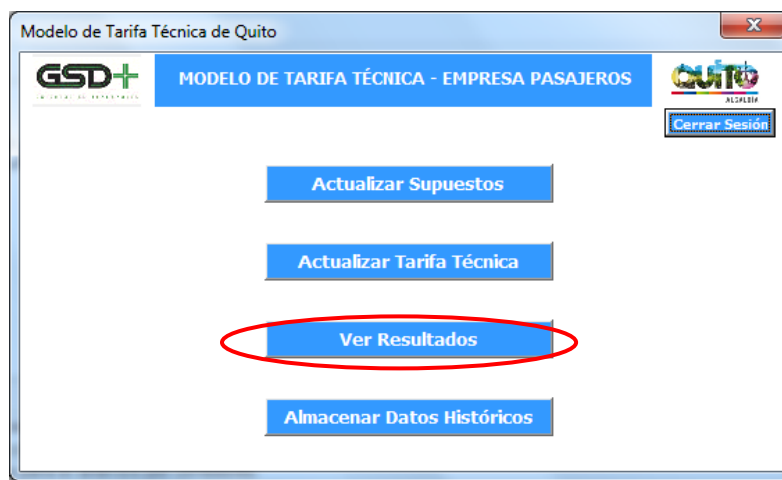 Modelo de Tarifa Técnica de Quito
GSD+
MODELO DE TARIFA TÉCNICA - EMPRESA PASAJEROS
QUITO
ALCALDÍA
Cerrar Sesión
Actualizar Supuestos
Actualizar Tarifa Técnica
Ver Resultados
Almacenar Datos Históricos